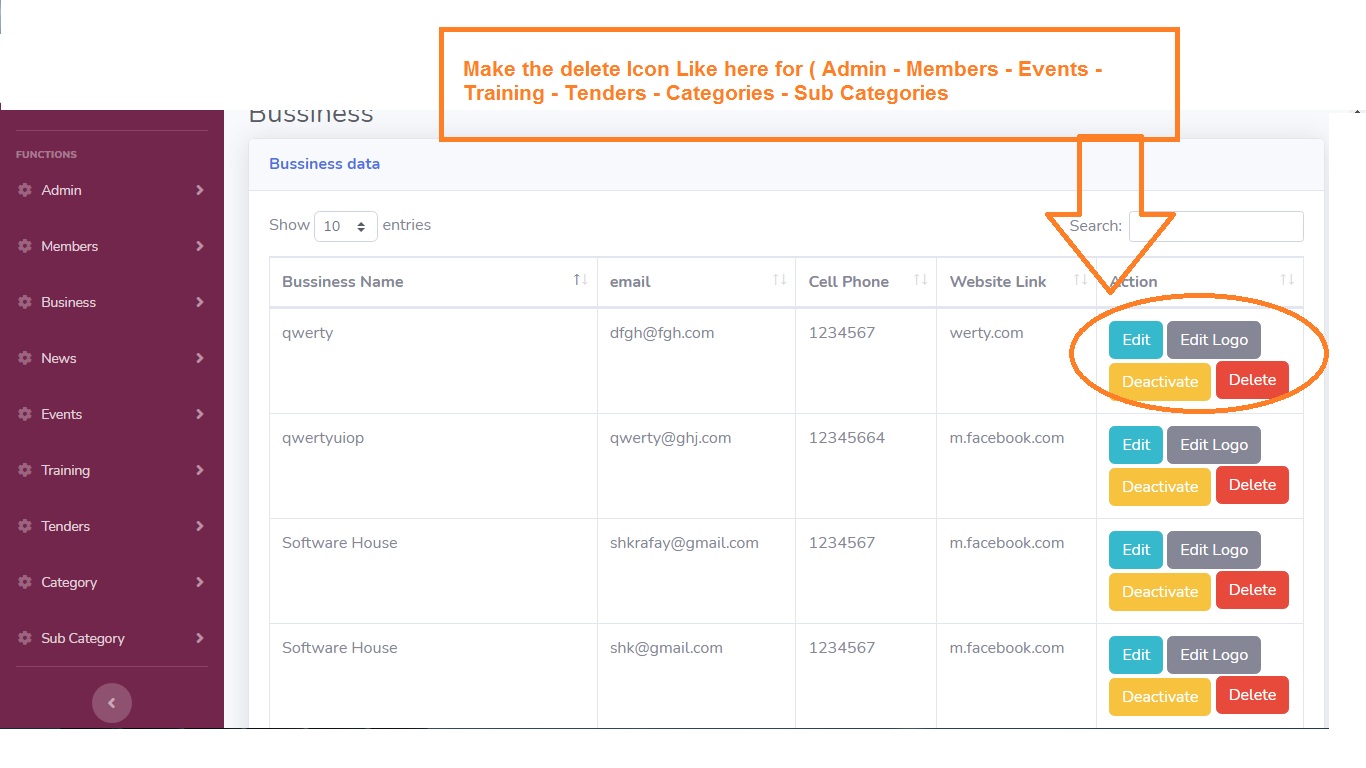 Make the delete Icon Like here for ( Admin - Members - Events -
Training - Tenders - Categories - Sub Categories
Bussiness
FUNCTIONS
Admin
Members
Business
News
Events
Training
Tenders
Category
Sub Category
Bussiness data
Show 10 entries
Search:
Bussiness Name email Cell Phone Website Link Action
qwerty dfgh@fgh.com 1234567 werty.com Edit Edit Logo
Deactivate Delete
qwertyuiop qwerty@ghj.com 12345664 m.facebook.com Edit Edit Logo
Deactivate Delete
Software House shkrafay@gmail.com 1234567 m.facebook.com Edit Edit Logo
Deactivate Delete
Software House shk@gmail.com 1234567 m.facebook.com Edit Edit Logo
Deactivate Delete